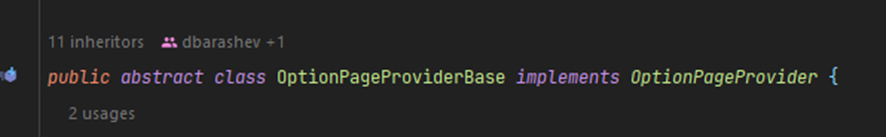 11 inheritors dbarashev +1
public abstract class OptionPageProviderBase implements OptionPageProvider {
2 usages